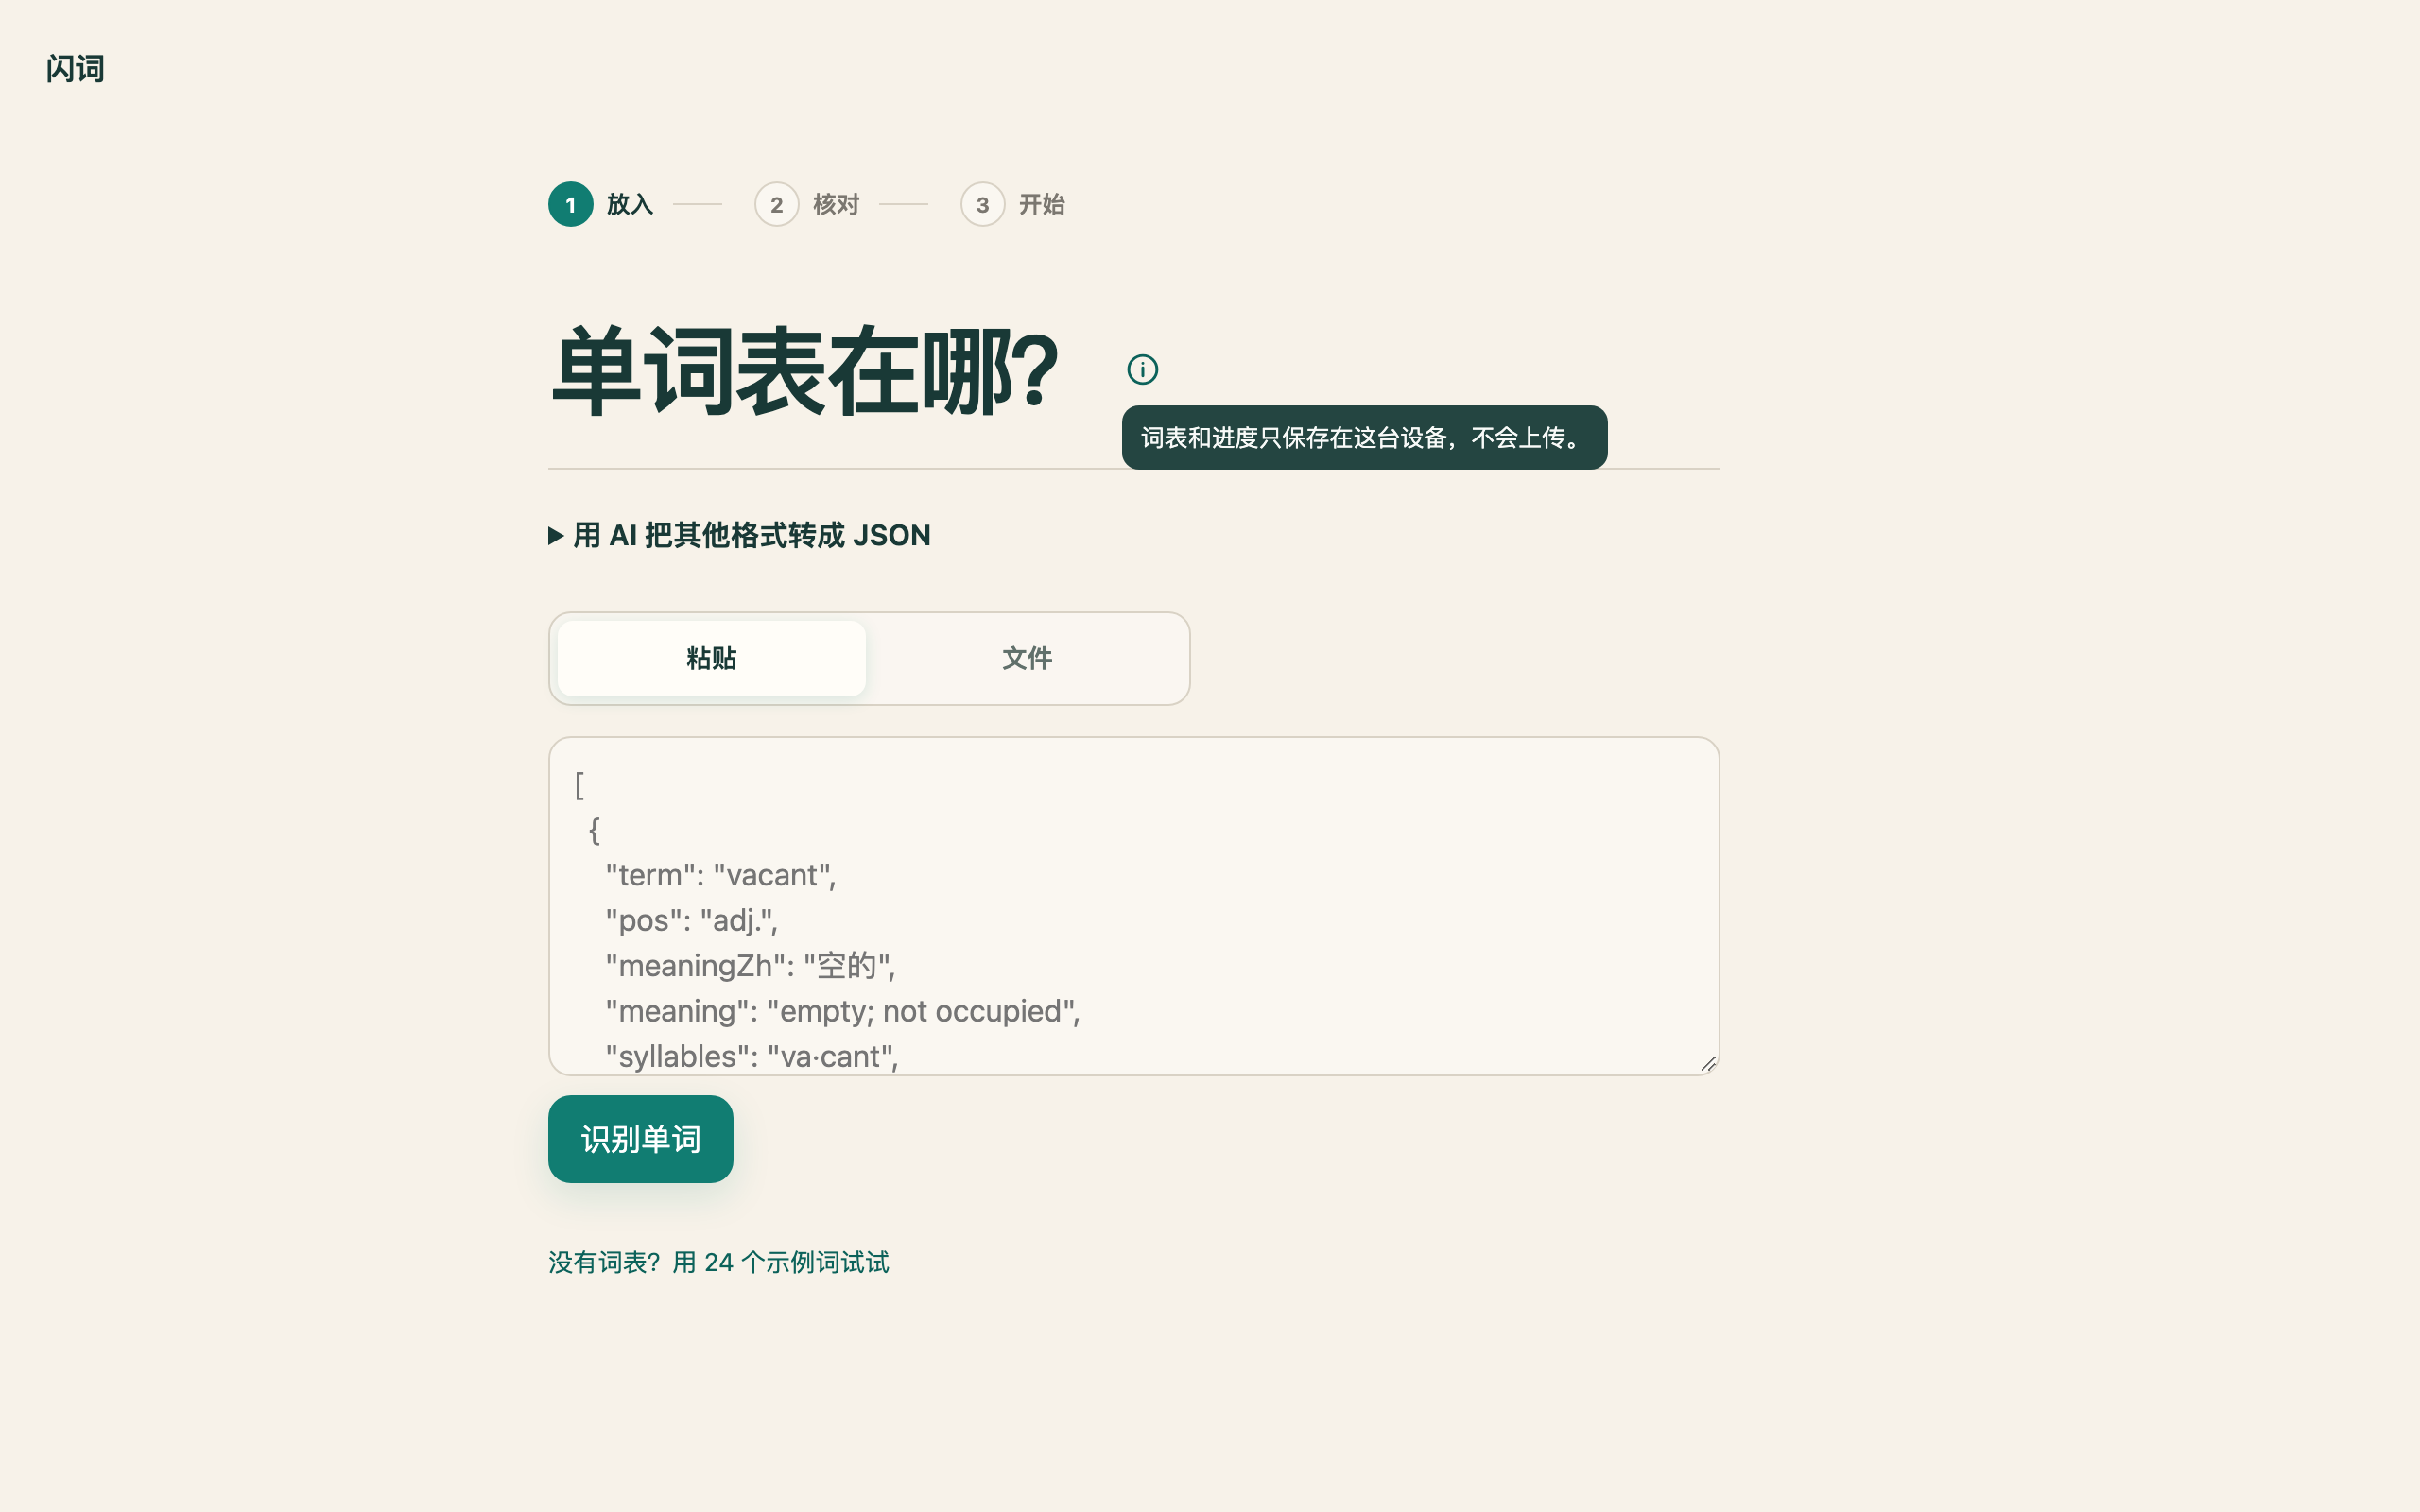 闪词
1 放入 2 核对 3 开始
单词表在哪?
词表和进度只保存在这台设备，不会上传。
用 AI 把其他格式转成 JSON
粘贴 文件
[
{
"term": "vacant",
"pos": "adj.",
"meaningZh": "空的",
"meaning": "empty; not occupied",
"syllables": "va·cant",
识别单词
没有词表？用 24 个示例词试试